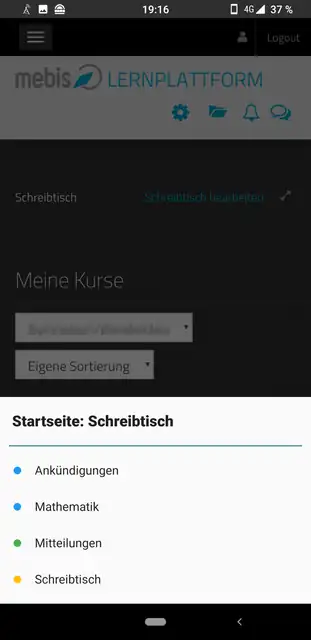 19:16
4G
37 %
Logout
mebis LERNPLATTFORM
Schreibtisch
Schreibtisch bearbeiten
Meine Kurse
Eigene Sortierung
Startseite: Schreibtisch
Ankündigungen
Mathematik
Mitteilungen
Schreibtisch